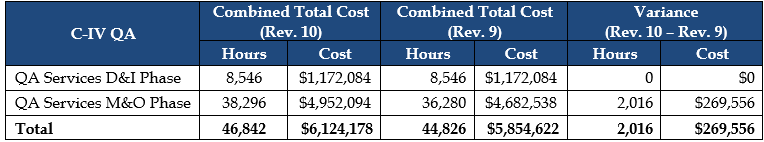 C-IV QA Combined Total Cost (Rev. 10) Combined Total Cost (Rev. 9) Variance (Rev. 10 – Rev. 9)
Hours Cost Hours Cost Hours Cost
QA Services D&I Phase 8,546 $1,172,084 8,546 $1,172,084 0 $0
QA Services M&O Phase 38,296 $4,952,094 36,280 $4,682,538 2,016 $269,556
Total 46,842 $6,124,178 44,826 $5,854,622 2,016 $269,556